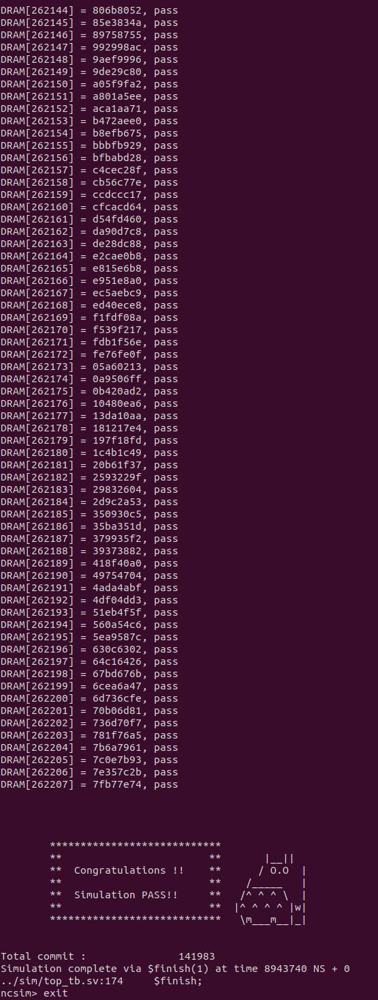 DRAM[262144] = 806b8052, pass
DRAM[262145] = 85e3834a, pass
DRAM[262146] = 89758755, pass
DRAM[262147] = 992998ac, pass
DRAM[262148] = 9aef9996, pass
DRAM[262149] = 9de29c80, pass
DRAM[262150] = a05f9fa2, pass
DRAM[262151] = a801a5ee, pass
DRAM[262152] = aca1aa71, pass
DRAM[262153] = b472aee0, pass
DRAM[262154] = b8efb675, pass
DRAM[262155] = bbbfb929, pass
DRAM[262156] = bfbabd28, pass
DRAM[262157] = c4cec28f, pass
DRAM[262158] = cb56c77e, pass
DRAM[262159] = ccdccc17, pass
DRAM[262160] = cfcacd64, pass
DRAM[262161] = d54fd460, pass
DRAM[262162] = da90d7c8, pass
DRAM[262163] = de28dc88, pass
DRAM[262164] = e2cae0b8, pass
DRAM[262165] = e815e6b8, pass
DRAM[262166] = e951e8a0, pass
DRAM[262167] = ec5aebc9, pass
DRAM[262168] = ed40ece8, pass
DRAM[262169] = f1fdf08a, pass
DRAM[262170] = f539f217, pass
DRAM[262171] = fdb1f56e, pass
DRAM[262172] = fe76fe0f, pass
DRAM[262173] = 05a60213, pass
DRAM[262174] = 0a9506ff, pass
DRAM[262175] = 0b420ad2, pass
DRAM[262176] = 10480ea6, pass
DRAM[262177] = 13da10aa, pass
DRAM[262178] = 181217e4, pass
DRAM[262179] = 197f18fd, pass
DRAM[262180] = 1c4b1c49, pass
DRAM[262181] = 20b61f37, pass
DRAM[262182] = 2593229f, pass
DRAM[262183] = 29832604, pass
DRAM[262184] = 2d9c2a53, pass
DRAM[262185] = 350930c5, pass
DRAM[262186] = 35ba351d, pass
DRAM[262187] = 379935f2, pass
DRAM[262188] = 39373882, pass
DRAM[262189] = 418f40a0, pass
DRAM[262190] = 49754704, pass
DRAM[262191] = 4ada4abf, pass
DRAM[262192] = 4df04dd3, pass
DRAM[262193] = 51eb4f5f, pass
DRAM[262194] = 560a54c6, pass
DRAM[262195] = 5ea9587c, pass
DRAM[262196] = 630c6302, pass
DRAM[262197] = 64c16426, pass
DRAM[262198] = 67bd676b, pass
DRAM[262199] = 6cea6a47, pass
DRAM[262200] = 6d736cfe, pass
DRAM[262201] = 70b06d81, pass
DRAM[262202] = 736d70f7, pass
DRAM[262203] = 781f76a5, pass
DRAM[262204] = 7b6a7961, pass
DRAM[262205] = 7c0e7b93, pass
DRAM[262206] = 7e357c2b, pass
DRAM[262207] = 7fb77e74, pass
        ****************************
        **                        **       |__||
        **  Congratulations !!    **      / O.O  |
        **                        **    /_____   |
        **  Simulation PASS!!     **   /^ ^ ^ \  |
        **                        **  |^ ^ ^ ^ |w|
        ****************************   \m___m__|_|
Total commit :               141983
Simulation complete via $finish(1) at time 8943740 NS + 0
../sim/top_tb.sv:174     $finish;
ncsim> exit